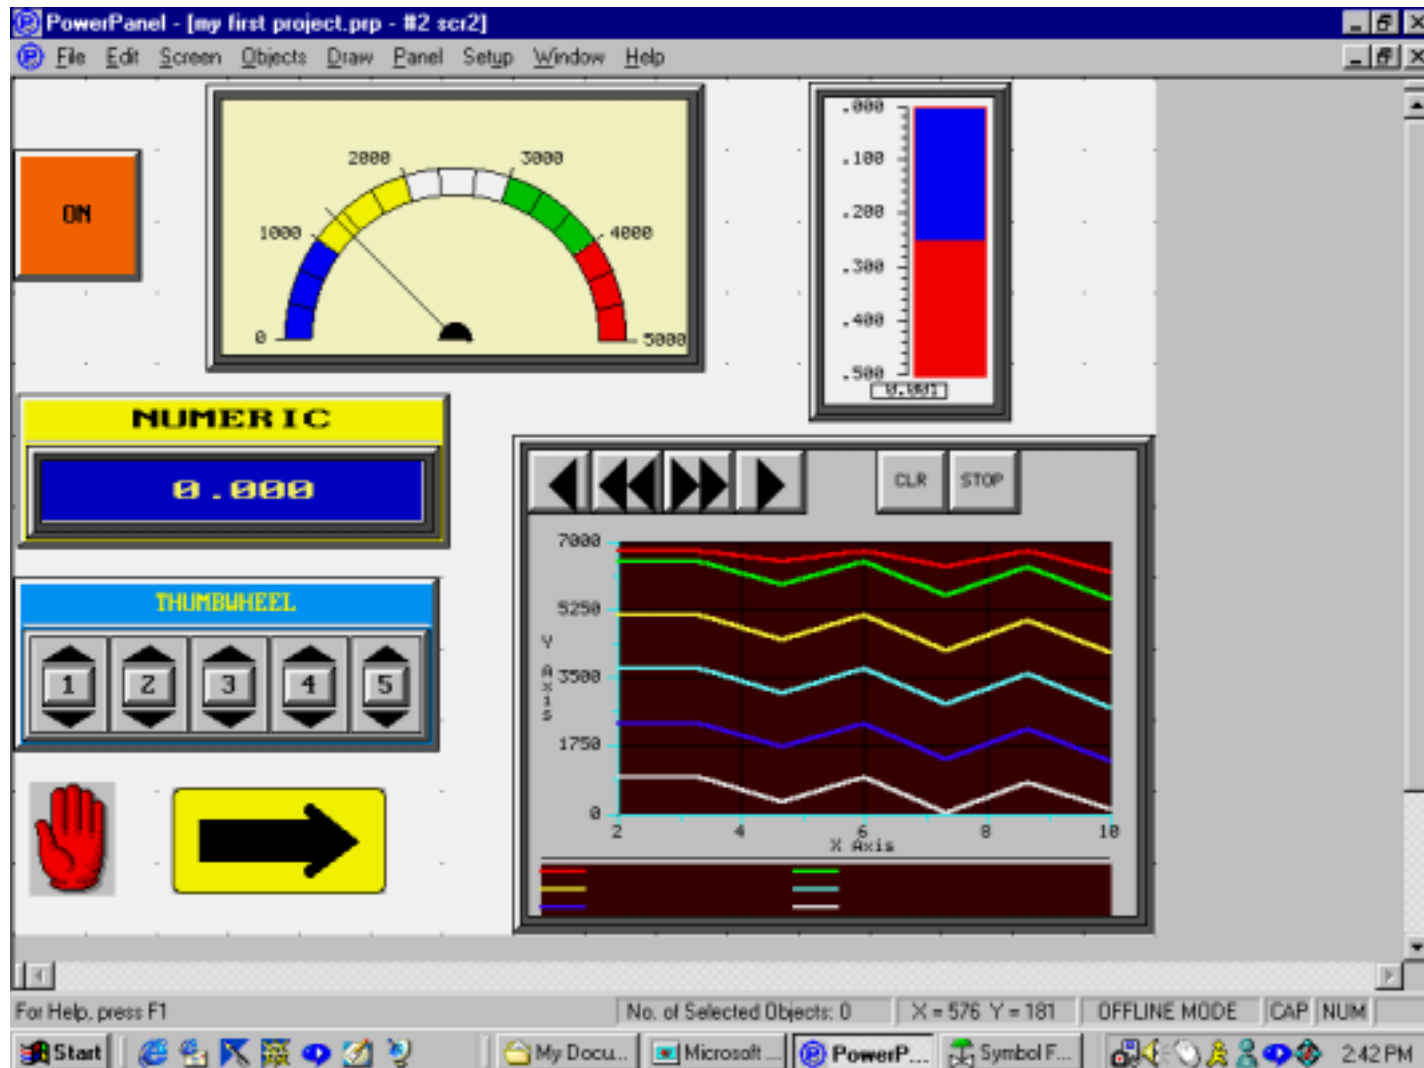 PowerPanel - [my first project.prp - #2 scr2]
File Edit Screen Objects Draw Panel Setup Window Help
ON
0 1000 2000 3000 4000 5000
.000
.100
.200
.300
.400
.500
0.001
NUMERIC
0.000
THUMBWHEEL
1 2 3 4 5
CLR STOP
7000
5250
3500
1750
0
Y Axis
2 4 6 8 10
X Axis
For Help, press F1 No. of Selected Objects: 0 X = 576 Y = 181 OFFLINE MODE CAP NUM
Start My Docu... Microsoft ... PowerP... Symbol F... 2:42 PM